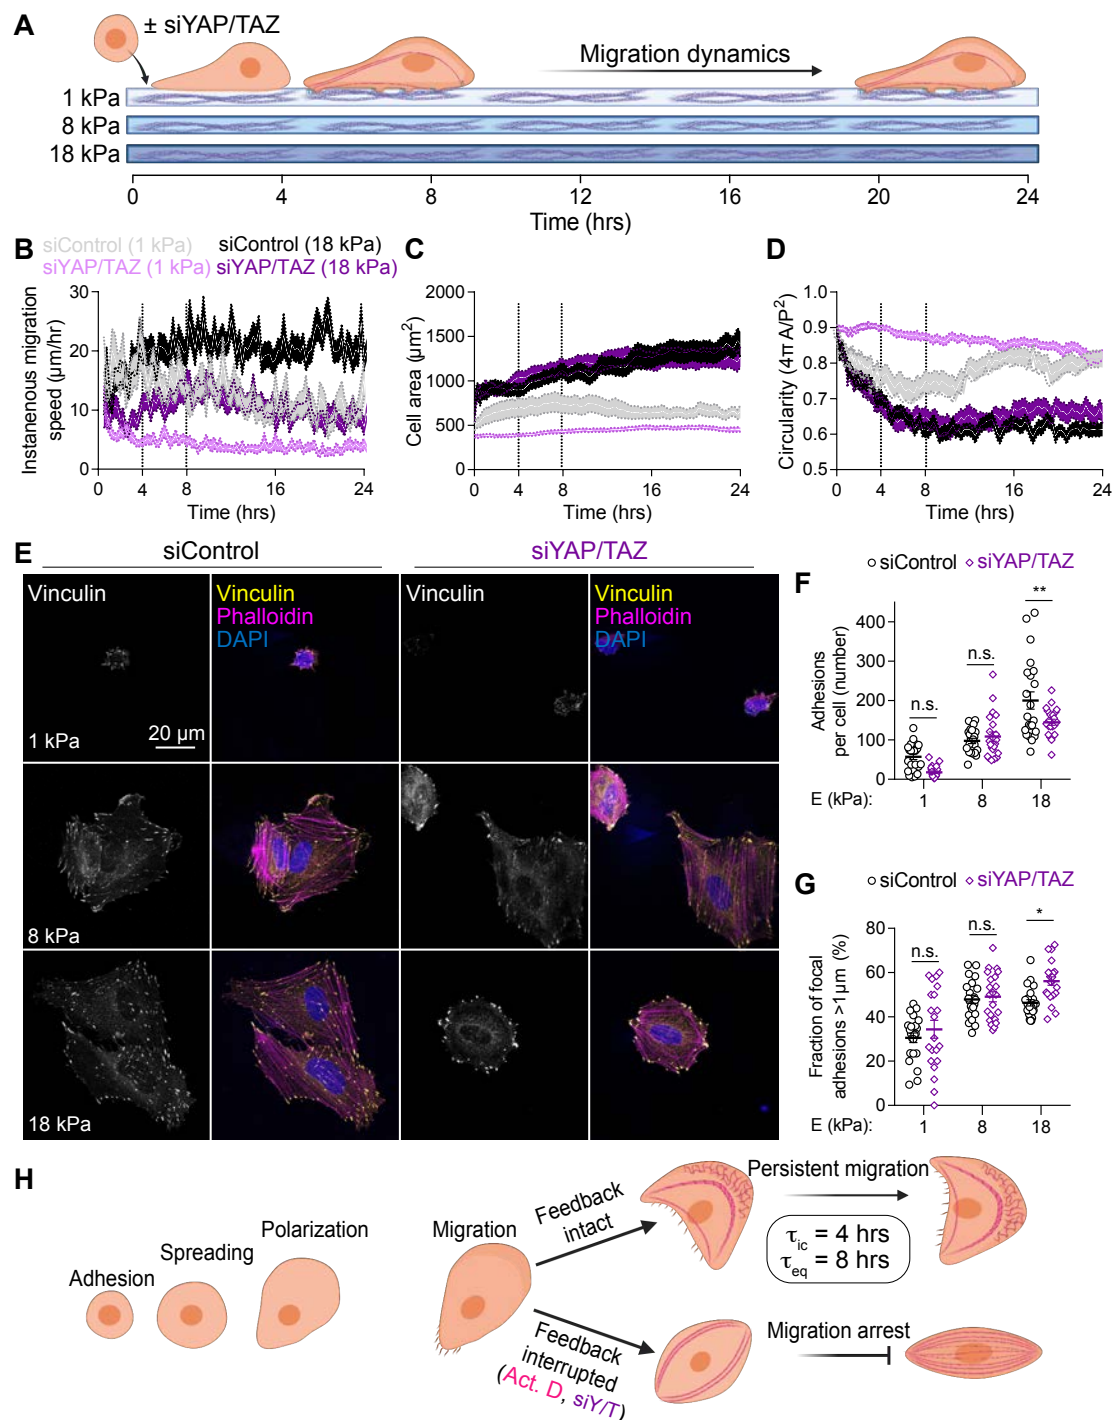 A
± siYAP/TAZ
Migration dynamics
1 kPa
8 kPa
18 kPa
0 4 8 12 16 20 24
Time (hrs)
B
siControl (1 kPa) siControl (18 kPa)
siYAP/TAZ (1 kPa) siYAP/TAZ (18 kPa)
Instanenous migration
speed (µm/hr)
30
20
10
0
0 4 8 16 24
Time (hrs)
C
Cell area (µm²)
2000
1500
1000
500
0
0 4 8 16 24
Time (hrs)
D
Circularity (4π A/P²)
1.0
0.9
0.8
0.7
0.6
0.5
0 4 8 16 24
Time (hrs)
E
siControl siYAP/TAZ
Vinculin
Vinculin
Phalloidin
DAPI
Vinculin
Vinculin
Phalloidin
DAPI
20 µm
1 kPa
8 kPa
18 kPa
F
siControl siYAP/TAZ
Adhesions
per cell (number)
400
300
200
100
0
n.s.
n.s.
**
E (kPa): 1 8 18
G
siControl siYAP/TAZ
Fraction of focal
adhesions >1µm (%)
80
60
40
20
0
n.s.
n.s.
*
E (kPa): 1 8 18
H
Adhesion
Spreading
Polarization
Migration
Feedback
intact
Persistent migration
τic = 4 hrs
τeq = 8 hrs
Feedback
interrupted
(Act. D, siY/T)
Migration arrest